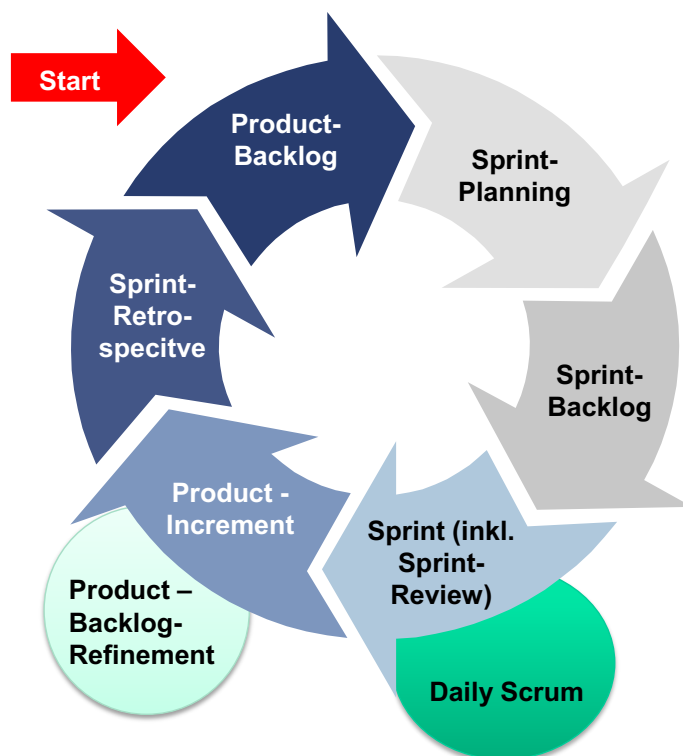 Start
Product-
Backlog
Sprint-
Planning
Sprint-
Backlog
Sprint (inkl.
Sprint-
Review)
Daily Scrum
Product -
Increment
Product –
Backlog-
Refinement
Sprint-
Retro-
specitve